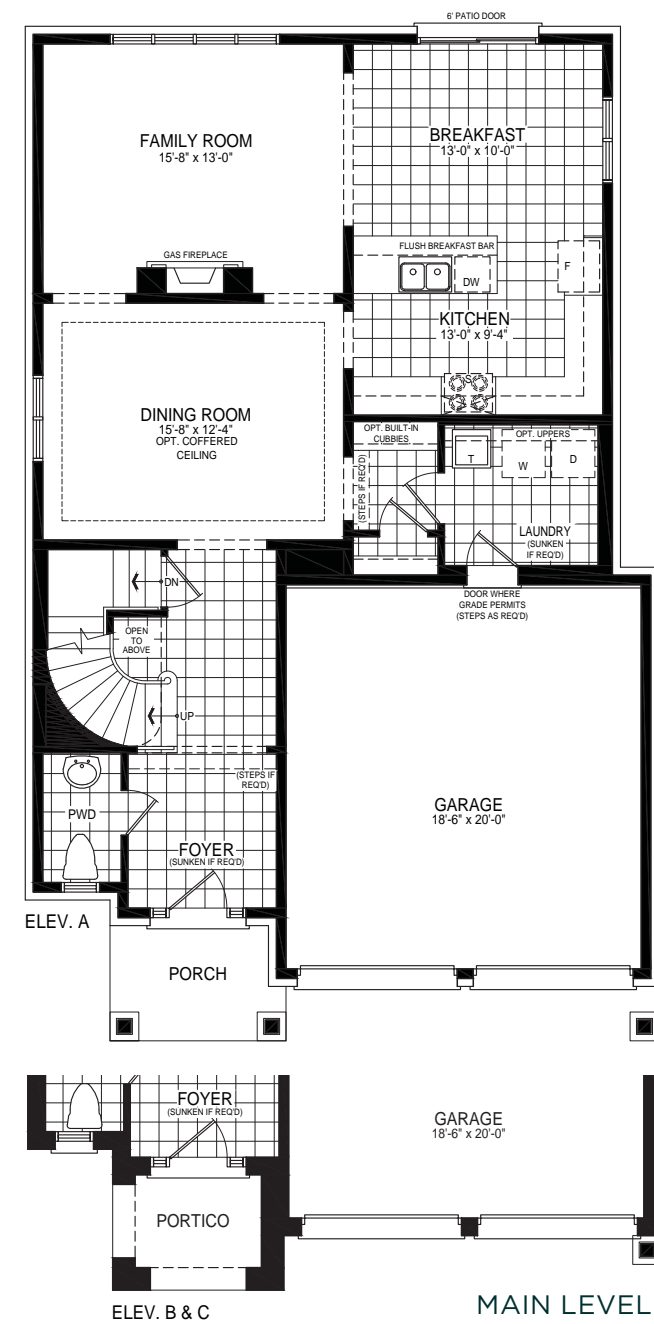 6' PATIO DOOR
FAMILY ROOM
15'-8" x 13'-0"
BREAKFAST
13'-0" x 10'-0"
GAS FIREPLACE
FLUSH BREAKFAST BAR
DW
F
KITCHEN
13'-0" x 9'-4"
S
DINING ROOM
15'-8" x 12'-4"
OPT. COFFERED
CEILING
OPT. BUILT-IN
CUBBIES
(STEPS IF REQ'D)
OPT. UPPERS
T
W
D
LAUNDRY
(SUNKEN
IF REQ'D)
DOOR WHERE
GRADE PERMITS
(STEPS AS REQ'D)
DN
OPEN
TO
ABOVE
UP
(STEPS IF
REQ'D)
PWD
FOYER
(SUNKEN IF REQ'D)
GARAGE
18'-6" x 20'-0"
ELEV. A
PORCH
FOYER
(SUNKEN IF REQ'D)
GARAGE
18'-6" x 20'-0"
PORTICO
ELEV. B & C
MAIN LEVEL